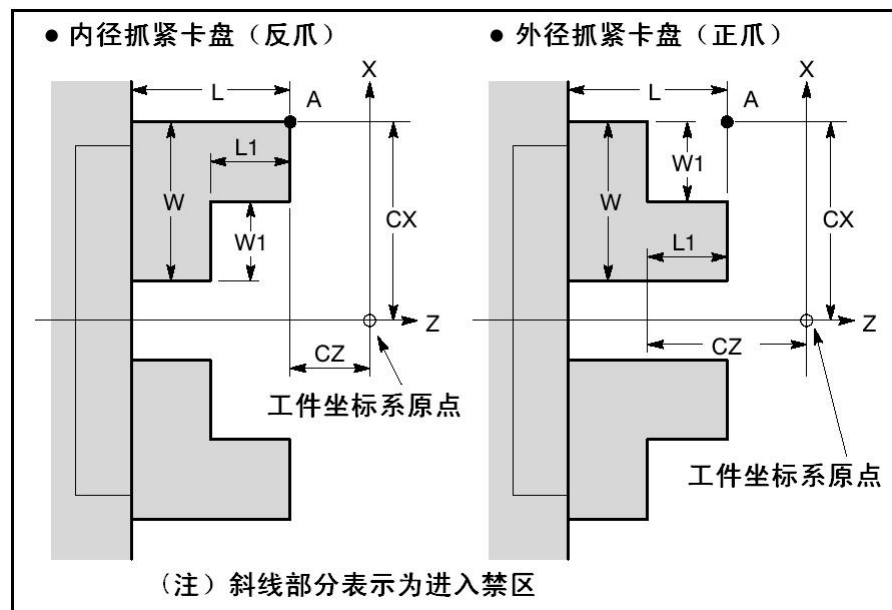 ● 内径抓紧卡盘（反爪）
X
L
A
L1
W
W1
CX
Z
CZ
工件坐标系原点
● 外径抓紧卡盘（正爪）
X
L
A
W1
W
CX
L1
Z
CZ
工件坐标系原点
（注）斜线部分表示为进入禁区